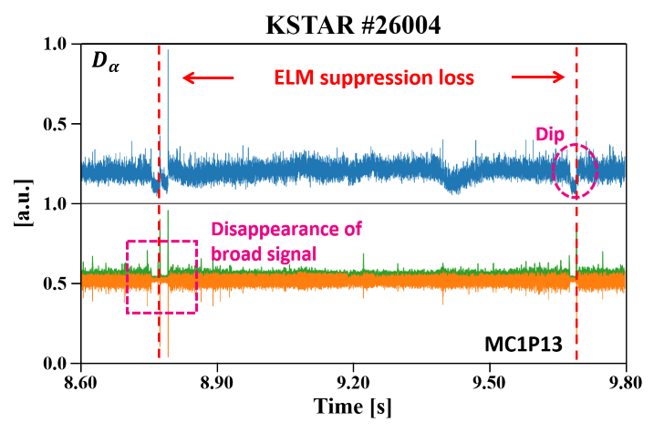 KSTAR #26004
1.0
Dα
ELM suppression loss
0.5
Dip
[a.u.]
1.0
Disappearance of
broad signal
0.5
MC1P13
0.0
8.60 8.90 9.20 9.50 9.80
Time [s]